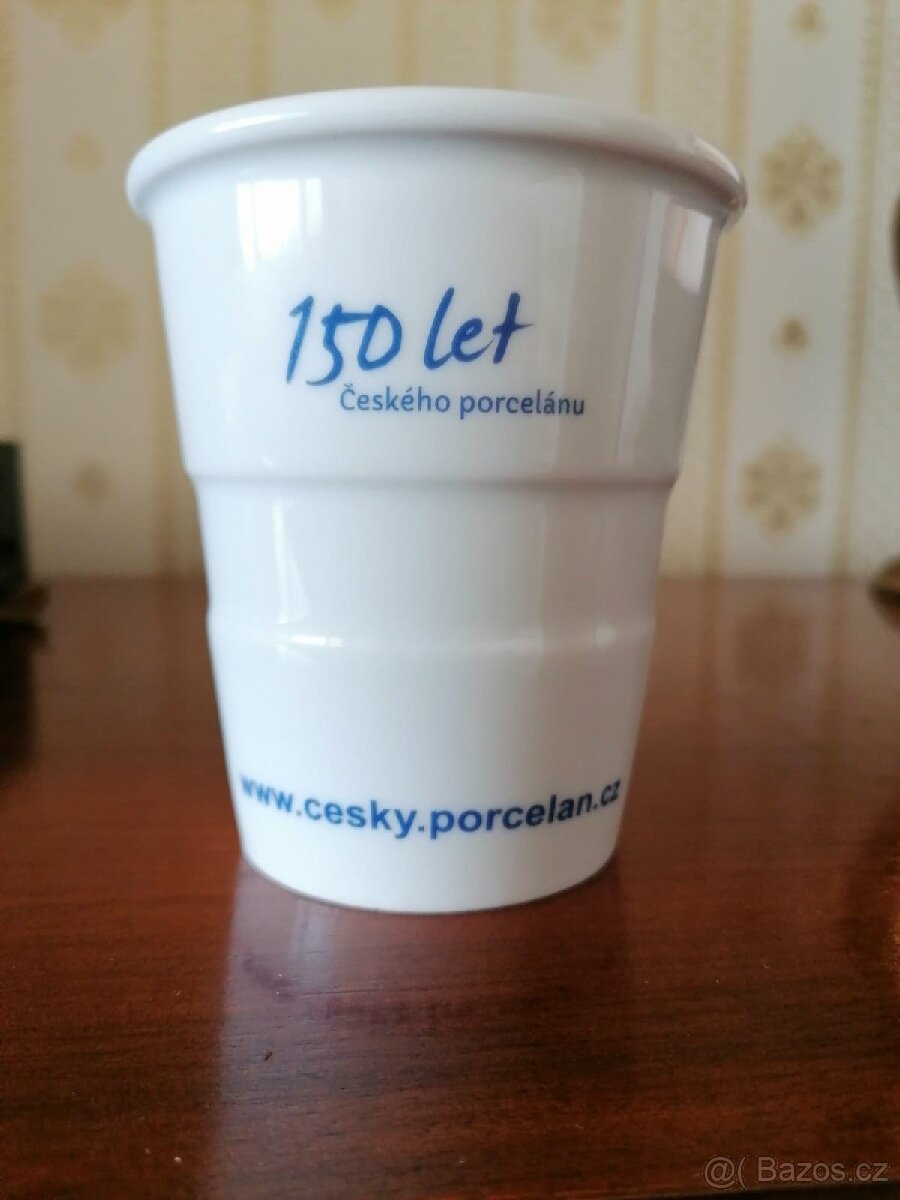 150 let
Českého porcelánu
www.cesky.porcelan.cz
@( Bazos.cz